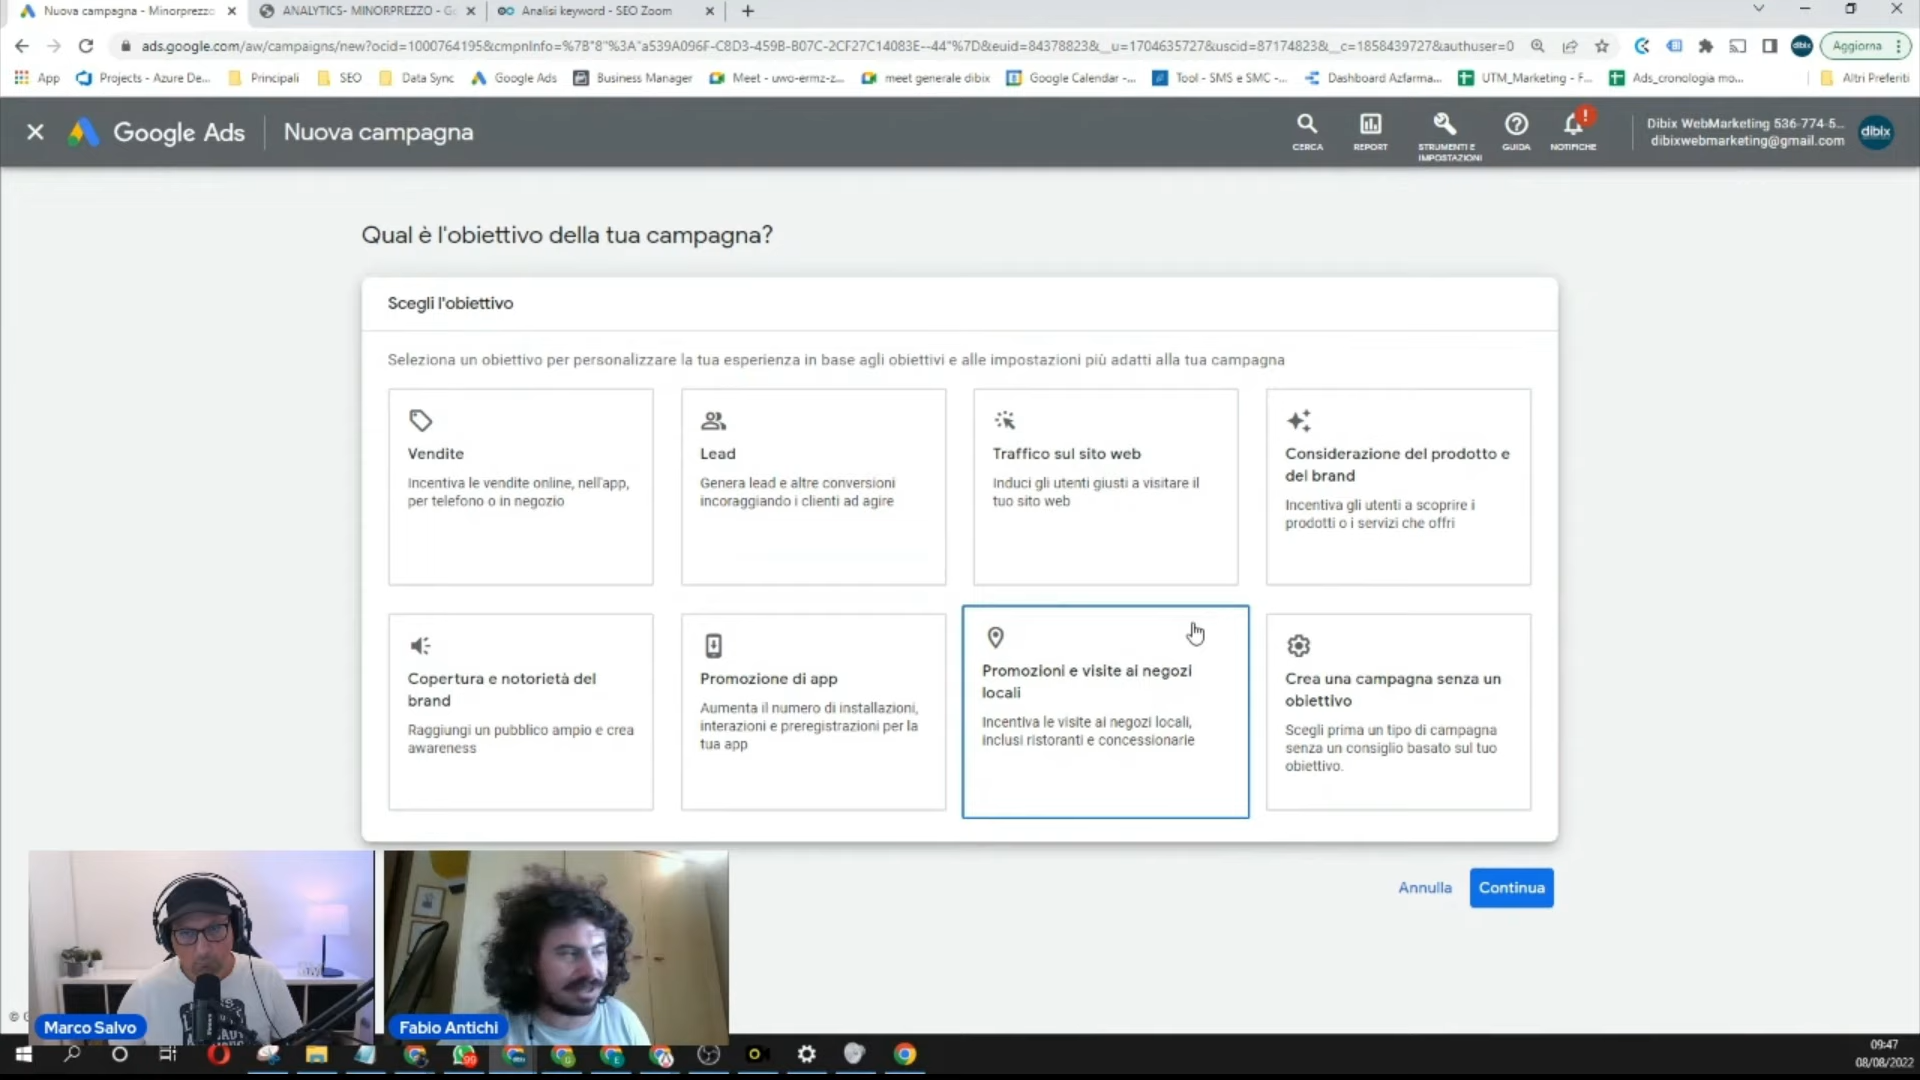 Nuova campagna - Minorprezzo
ANALYTICS- MINORPREZZO - G
Analisi keyword - SEO Zoom
ads.google.com/aw/campaigns/new?ocid=1000764195&cmpnInfo=%7B"8"%3A"a539A096F-C8D3-459B-B07C-2CF27C14083E--44"%7D&euid=84378823&__u=1704635727&uscid=87174823&__c=1858439727&authuser=0
Aggiorna
App
Projects - Azure De...
Principali
SEO
Data Sync
Google Ads
Business Manager
Meet - uwo-ermz-z...
meet generale dibix
Google Calendar -...
Tool - SMS e SMC -...
Dashboard Azfarma...
UTM_Marketing - F...
Ads_cronologia mo...
Altri Preferiti
Google Ads
Nuova campagna
CERCA
REPORT
STRUMENTI E
IMPOSTAZIONI
GUIDA
NOTIFICHE
Dibix WebMarketing 536-774-5...
dibixwebmarketing@gmail.com
dibix
Qual è l'obiettivo della tua campagna?
Scegli l'obiettivo
Seleziona un obiettivo per personalizzare la tua esperienza in base agli obiettivi e alle impostazioni più adatti alla tua campagna
Vendite
Incentiva le vendite online, nell'app,
per telefono o in negozio
Lead
Genera lead e altre conversioni
incoraggiando i clienti ad agire
Traffico sul sito web
Induci gli utenti giusti a visitare il
tuo sito web
Considerazione del prodotto e
del brand
Incentiva gli utenti a scoprire i
prodotti o i servizi che offri
Copertura e notorietà del
brand
Raggiungi un pubblico ampio e crea
awareness
Promozione di app
Aumenta il numero di installazioni,
interazioni e preregistrazioni per la
tua app
Promozioni e visite ai negozi
locali
Incentiva le visite ai negozi locali,
inclusi ristoranti e concessionarie
Crea una campagna senza un
obiettivo
Scegli prima un tipo di campagna
senza un consiglio basato sul tuo
obiettivo.
Annulla
Continua
Marco Salvo
Fabio Antichi
09:47
08/08/2022